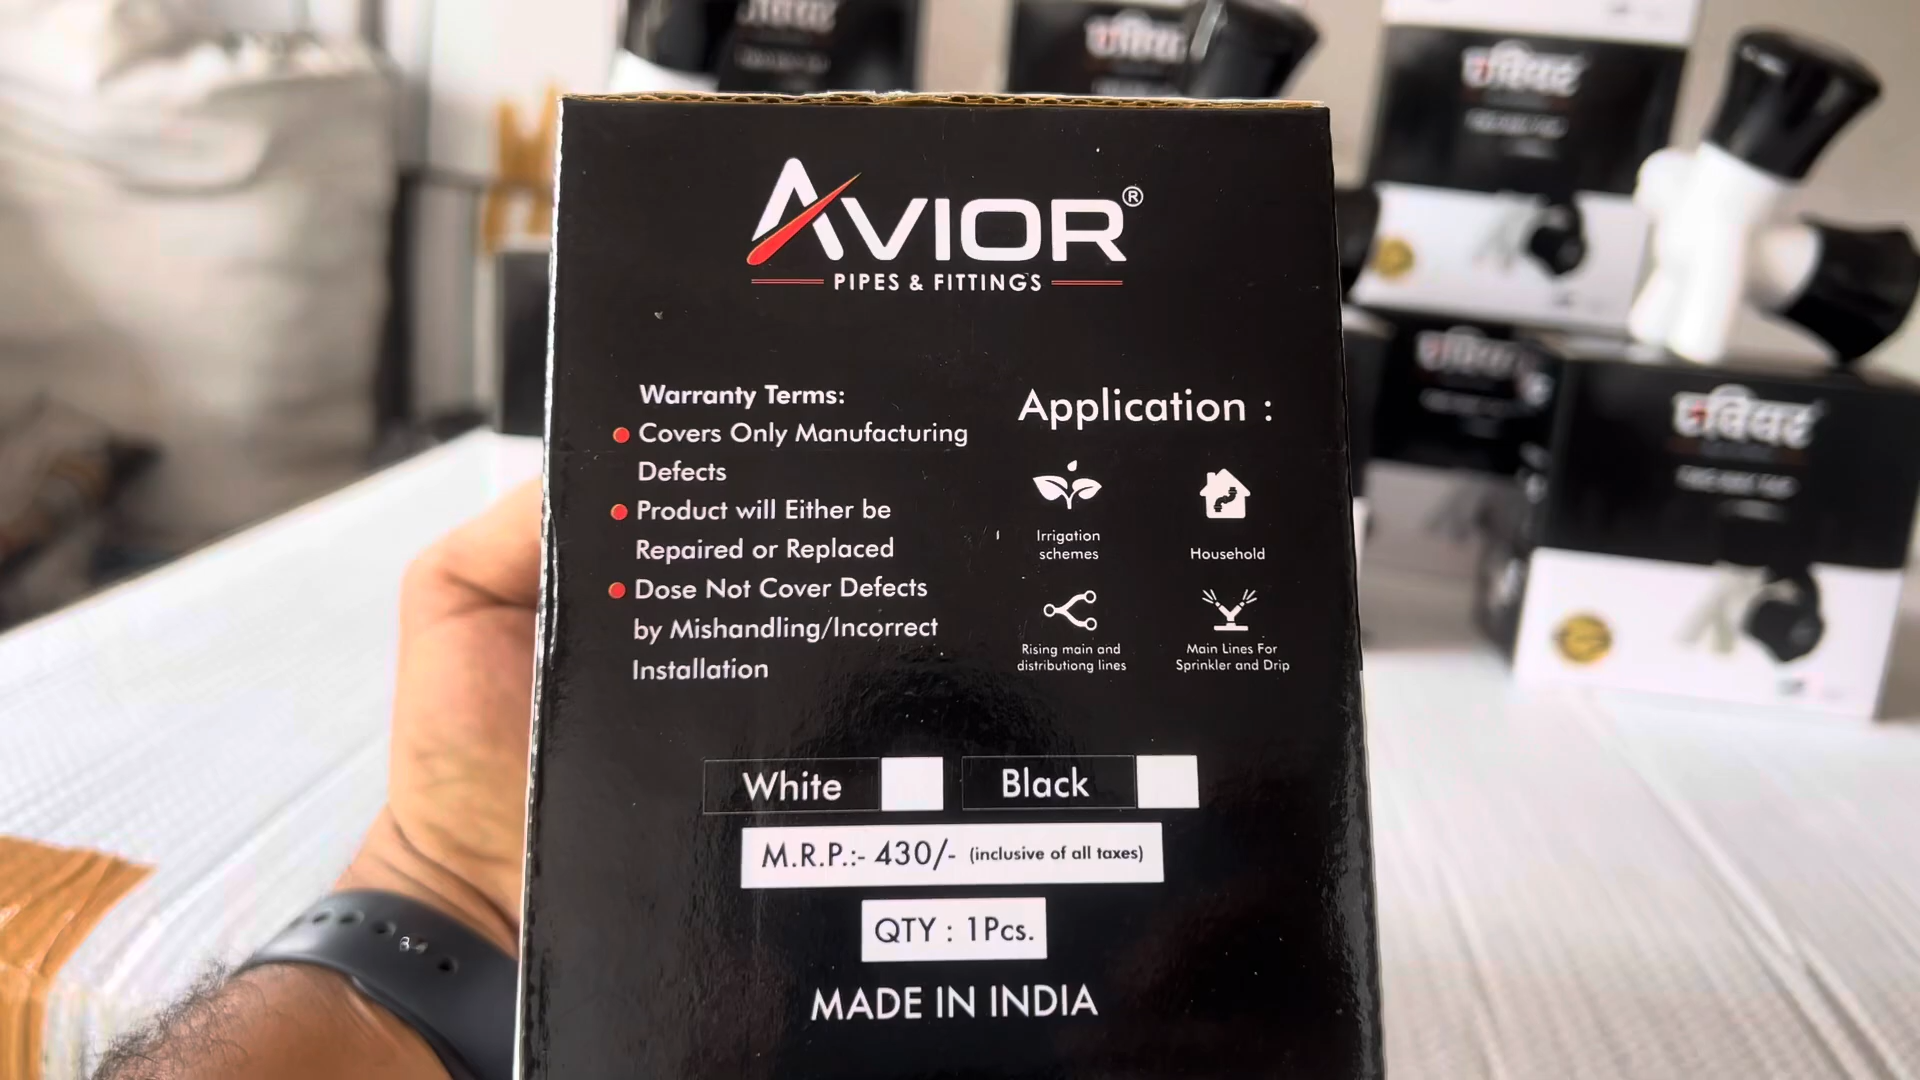 AVIOR®
PIPES & FITTINGS
Warranty Terms:
Covers Only Manufacturing
Defects
Product will Either be
Repaired or Replaced
Dose Not Cover Defects
by Mishandling/Incorrect
Installation
Application :
Irrigation
schemes
Household
Rising main and
distributiong lines
Main Lines For
Sprinkler and Drip
White
Black
M.R.P.:- 430/- (inclusive of all taxes)
QTY : 1Pcs.
MADE IN INDIA